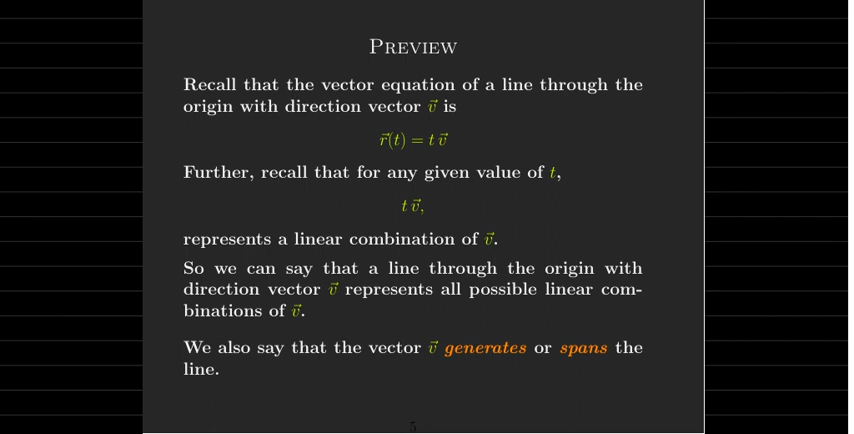 PREVIEW
Recall that the vector equation of a line through the
origin with direction vector v⃗ is
r⃗(t) = t v⃗
Further, recall that for any given value of t,
t v⃗,
represents a linear combination of v⃗.
So we can say that a line through the origin with
direction vector v⃗ represents all possible linear com-
binations of v⃗.
We also say that the vector v⃗ generates or spans the
line.
5